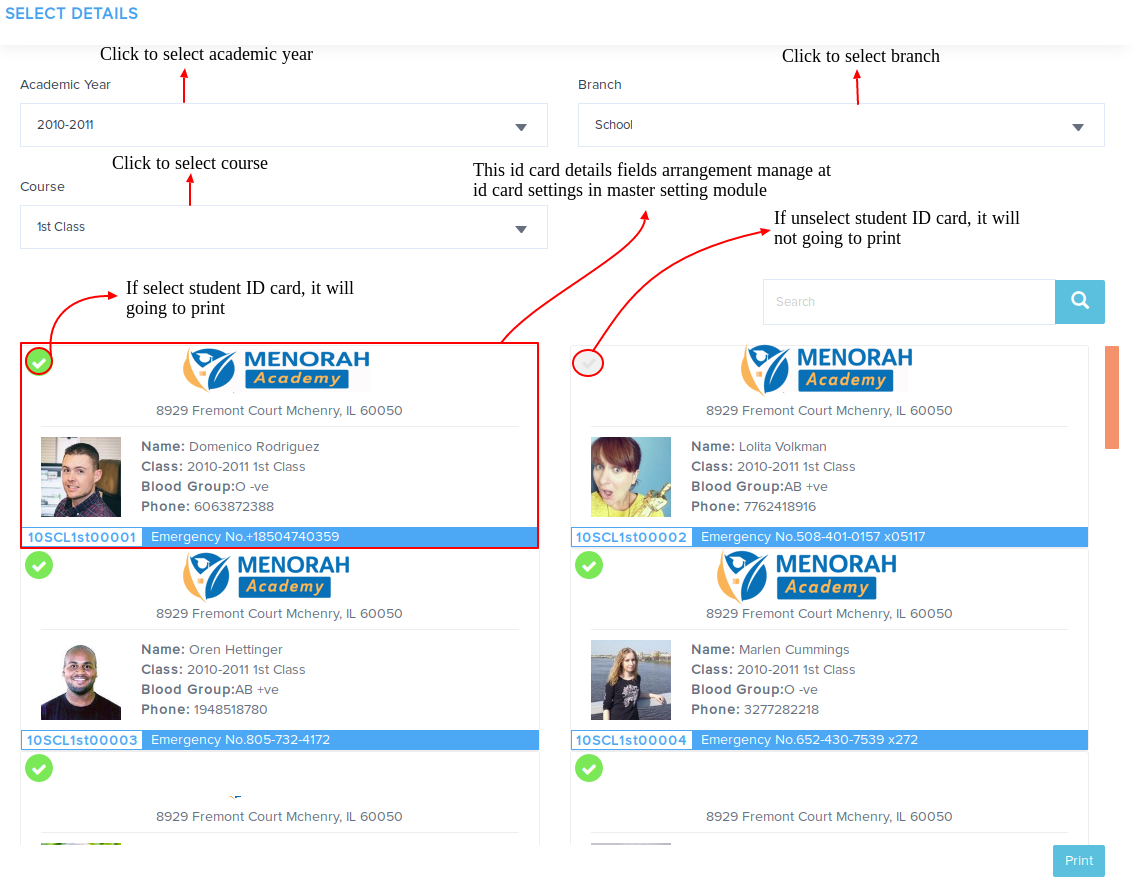 SELECT DETAILS
Click to select academic year
Click to select branch
Academic Year
Branch
2010-2011
School
Click to select course
This id card details fields arrangement manage at
id card settings in master setting module
Course
1st Class
If unselect student ID card, it will
not going to print
If select student ID card, it will
going to print
Search
MENORAH
Academy
8929 Fremont Court Mchenry, IL 60050
Name: Domenico Rodriguez
Class: 2010-2011 1st Class
Blood Group:O -ve
Phone: 6063872388
10SCL1st00001 Emergency No.+18504740359
MENORAH
Academy
8929 Fremont Court Mchenry, IL 60050
Name: Lolita Volkman
Class: 2010-2011 1st Class
Blood Group:AB +ve
Phone: 7762418916
10SCL1st00002 Emergency No.508-401-0157 x05117
MENORAH
Academy
8929 Fremont Court Mchenry, IL 60050
Name: Oren Hettinger
Class: 2010-2011 1st Class
Blood Group:AB +ve
Phone: 1948518780
10SCL1st00003 Emergency No.805-732-4172
MENORAH
Academy
8929 Fremont Court Mchenry, IL 60050
Name: Marlen Cummings
Class: 2010-2011 1st Class
Blood Group:O -ve
Phone: 3277282218
10SCL1st00004 Emergency No.652-430-7539 x272
8929 Fremont Court Mchenry, IL 60050
8929 Fremont Court Mchenry, IL 60050
Print